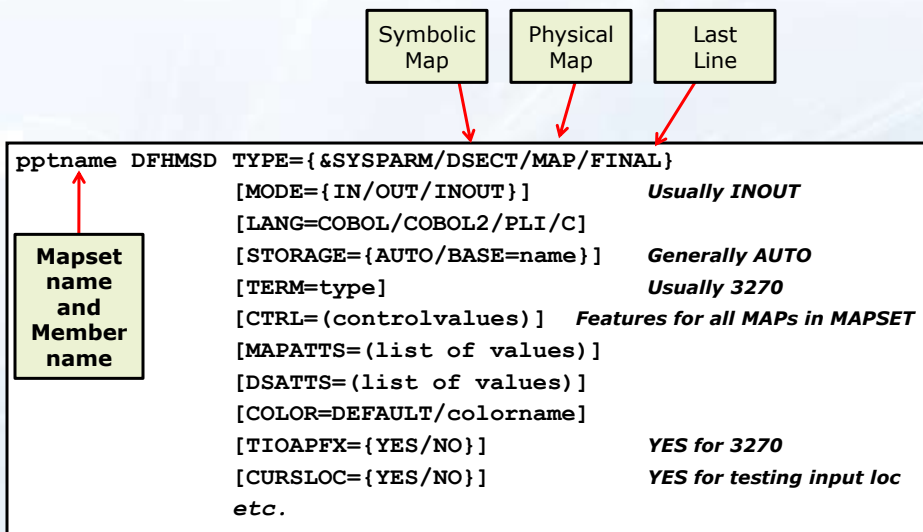 Symbolic
Map
Physical
Map
Last
Line
pptname DFHMSD TYPE={&SYSPARM/DSECT/MAP/FINAL}
[MODE={IN/OUT/INOUT}] Usually INOUT
[LANG=COBOL/COBOL2/PLI/C]
[STORAGE={AUTO/BASE=name}] Generally AUTO
[TERM=type] Usually 3270
[CTRL=(controlvalues)] Features for all MAPs in MAPSET
[MAPATTS=(list of values)]
[DSATTS=(list of values)]
[COLOR=DEFAULT/colorname]
[TIOAPFX={YES/NO}] YES for 3270
[CURSLOC={YES/NO}] YES for testing input loc
etc.
Mapset
name
and
Member
name